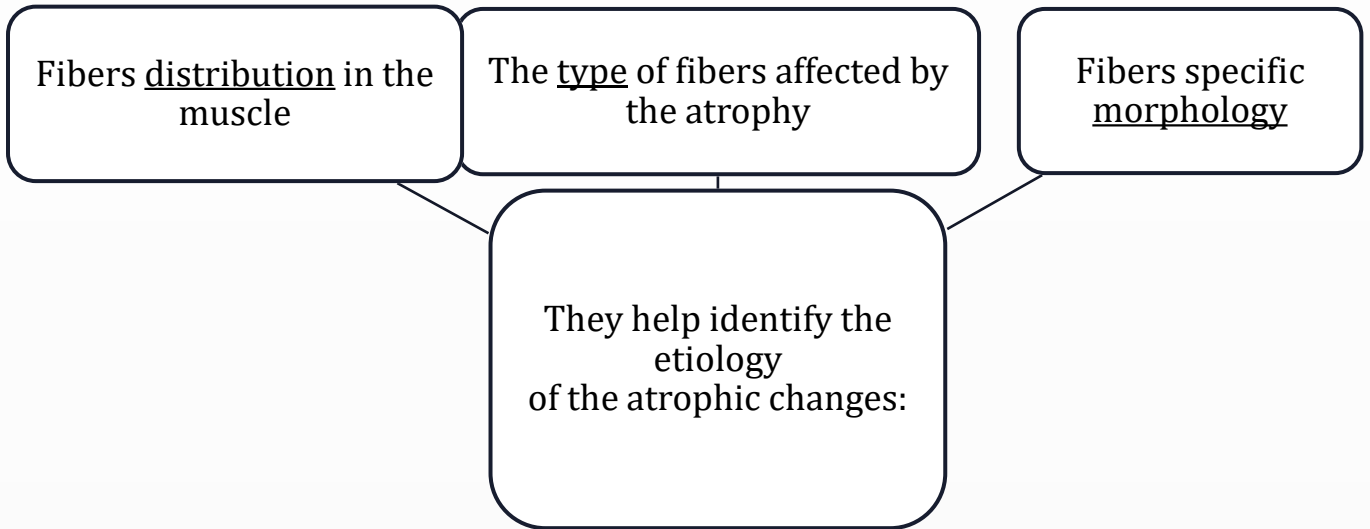 Fibers distribution in the
muscle
The type of fibers affected by
the atrophy
Fibers specific
morphology
They help identify the
etiology
of the atrophic changes: